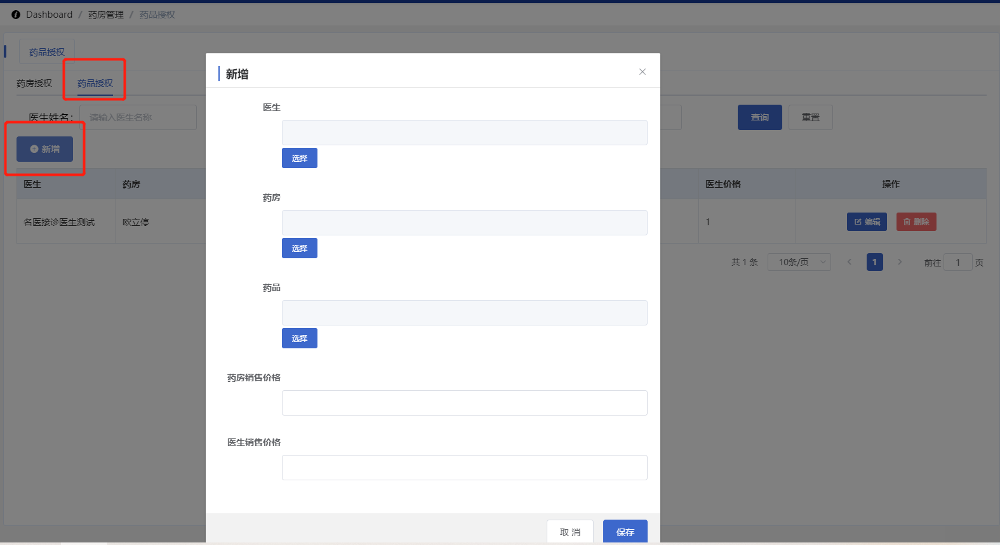 Dashboard / 药房管理 / 药品授权
药品授权
药房授权 药品授权
医生姓名： 请输入医生名称 查询 重置
新增
医生 药房 医生价格 操作
名医接诊医生测试 欧立停 1 编辑 删除
共 1 条 10条/页 1 前往 1 页
新增
医生
选择
药房
选择
药品
选择
药房销售价格
医生销售价格
取 消 保存